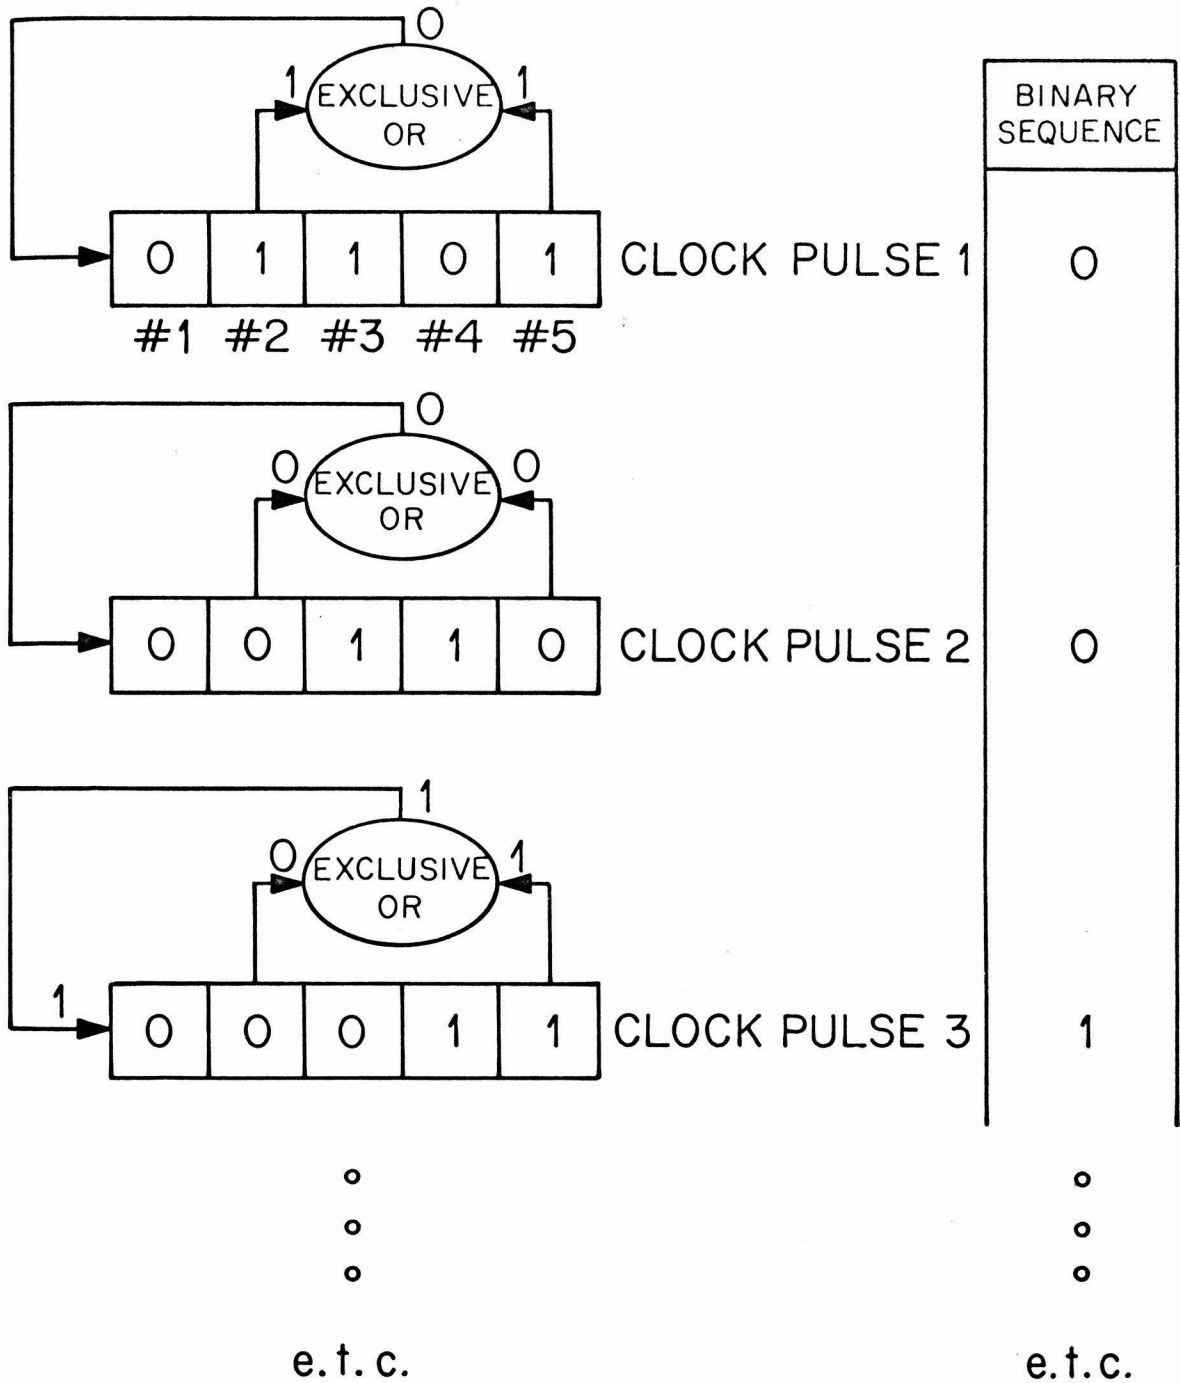 0
1 EXCLUSIVE 1
OR
BINARY
SEQUENCE
0 1 1 0 1 CLOCK PULSE 1 0
#1 #2 #3 #4 #5
0
0 EXCLUSIVE 0
OR
0 0 1 1 0 CLOCK PULSE 2 0
1
0 EXCLUSIVE 1
OR
1 0 0 0 1 1 CLOCK PULSE 3 1
e.t.c. e.t.c.